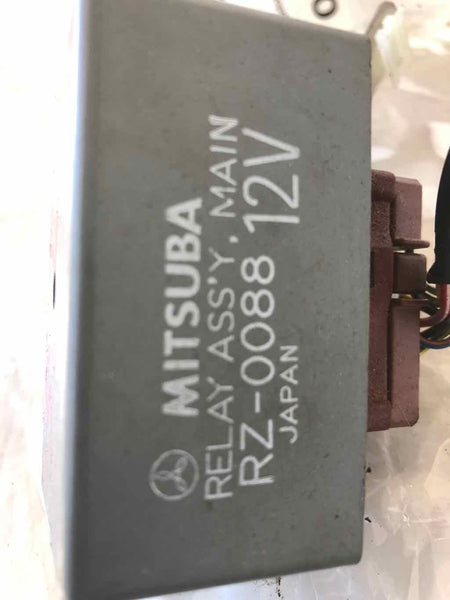 MITSUBA
RELAY ASS'Y, MAIN
RZ-0088 12V
JAPAN